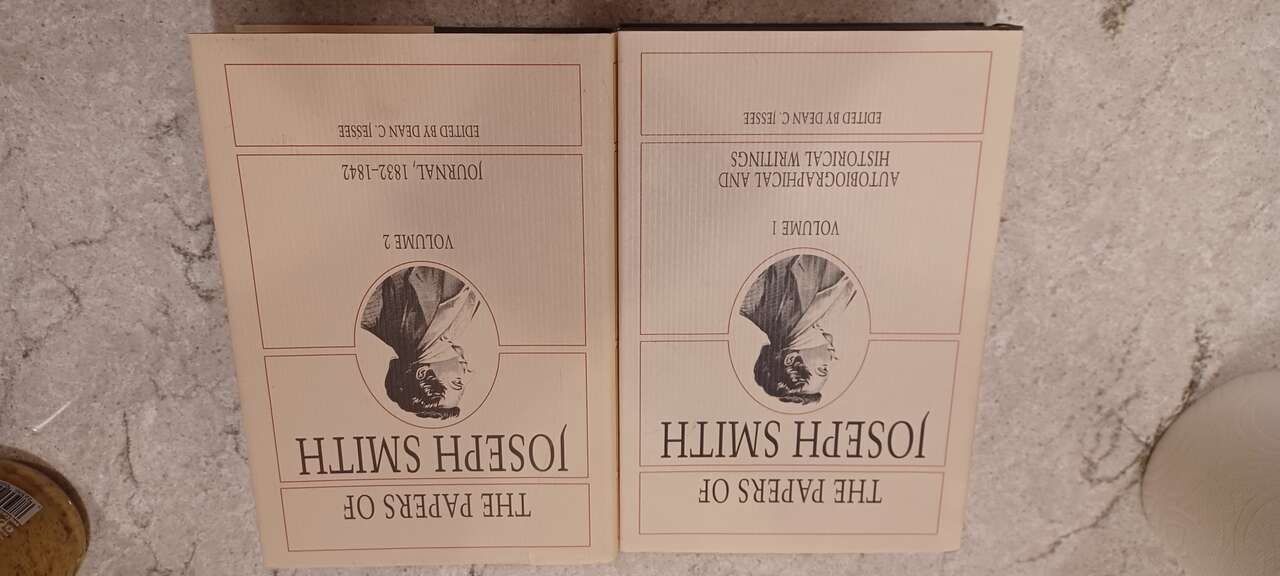 THE PAPERS OF
JOSEPH SMITH
VOLUME 1
AUTOBIOGRAPHICAL AND
HISTORICAL WRITINGS
EDITED BY DEAN C. JESSEE
THE PAPERS OF
JOSEPH SMITH
VOLUME 2
JOURNAL, 1832–1842
EDITED BY DEAN C. JESSEE